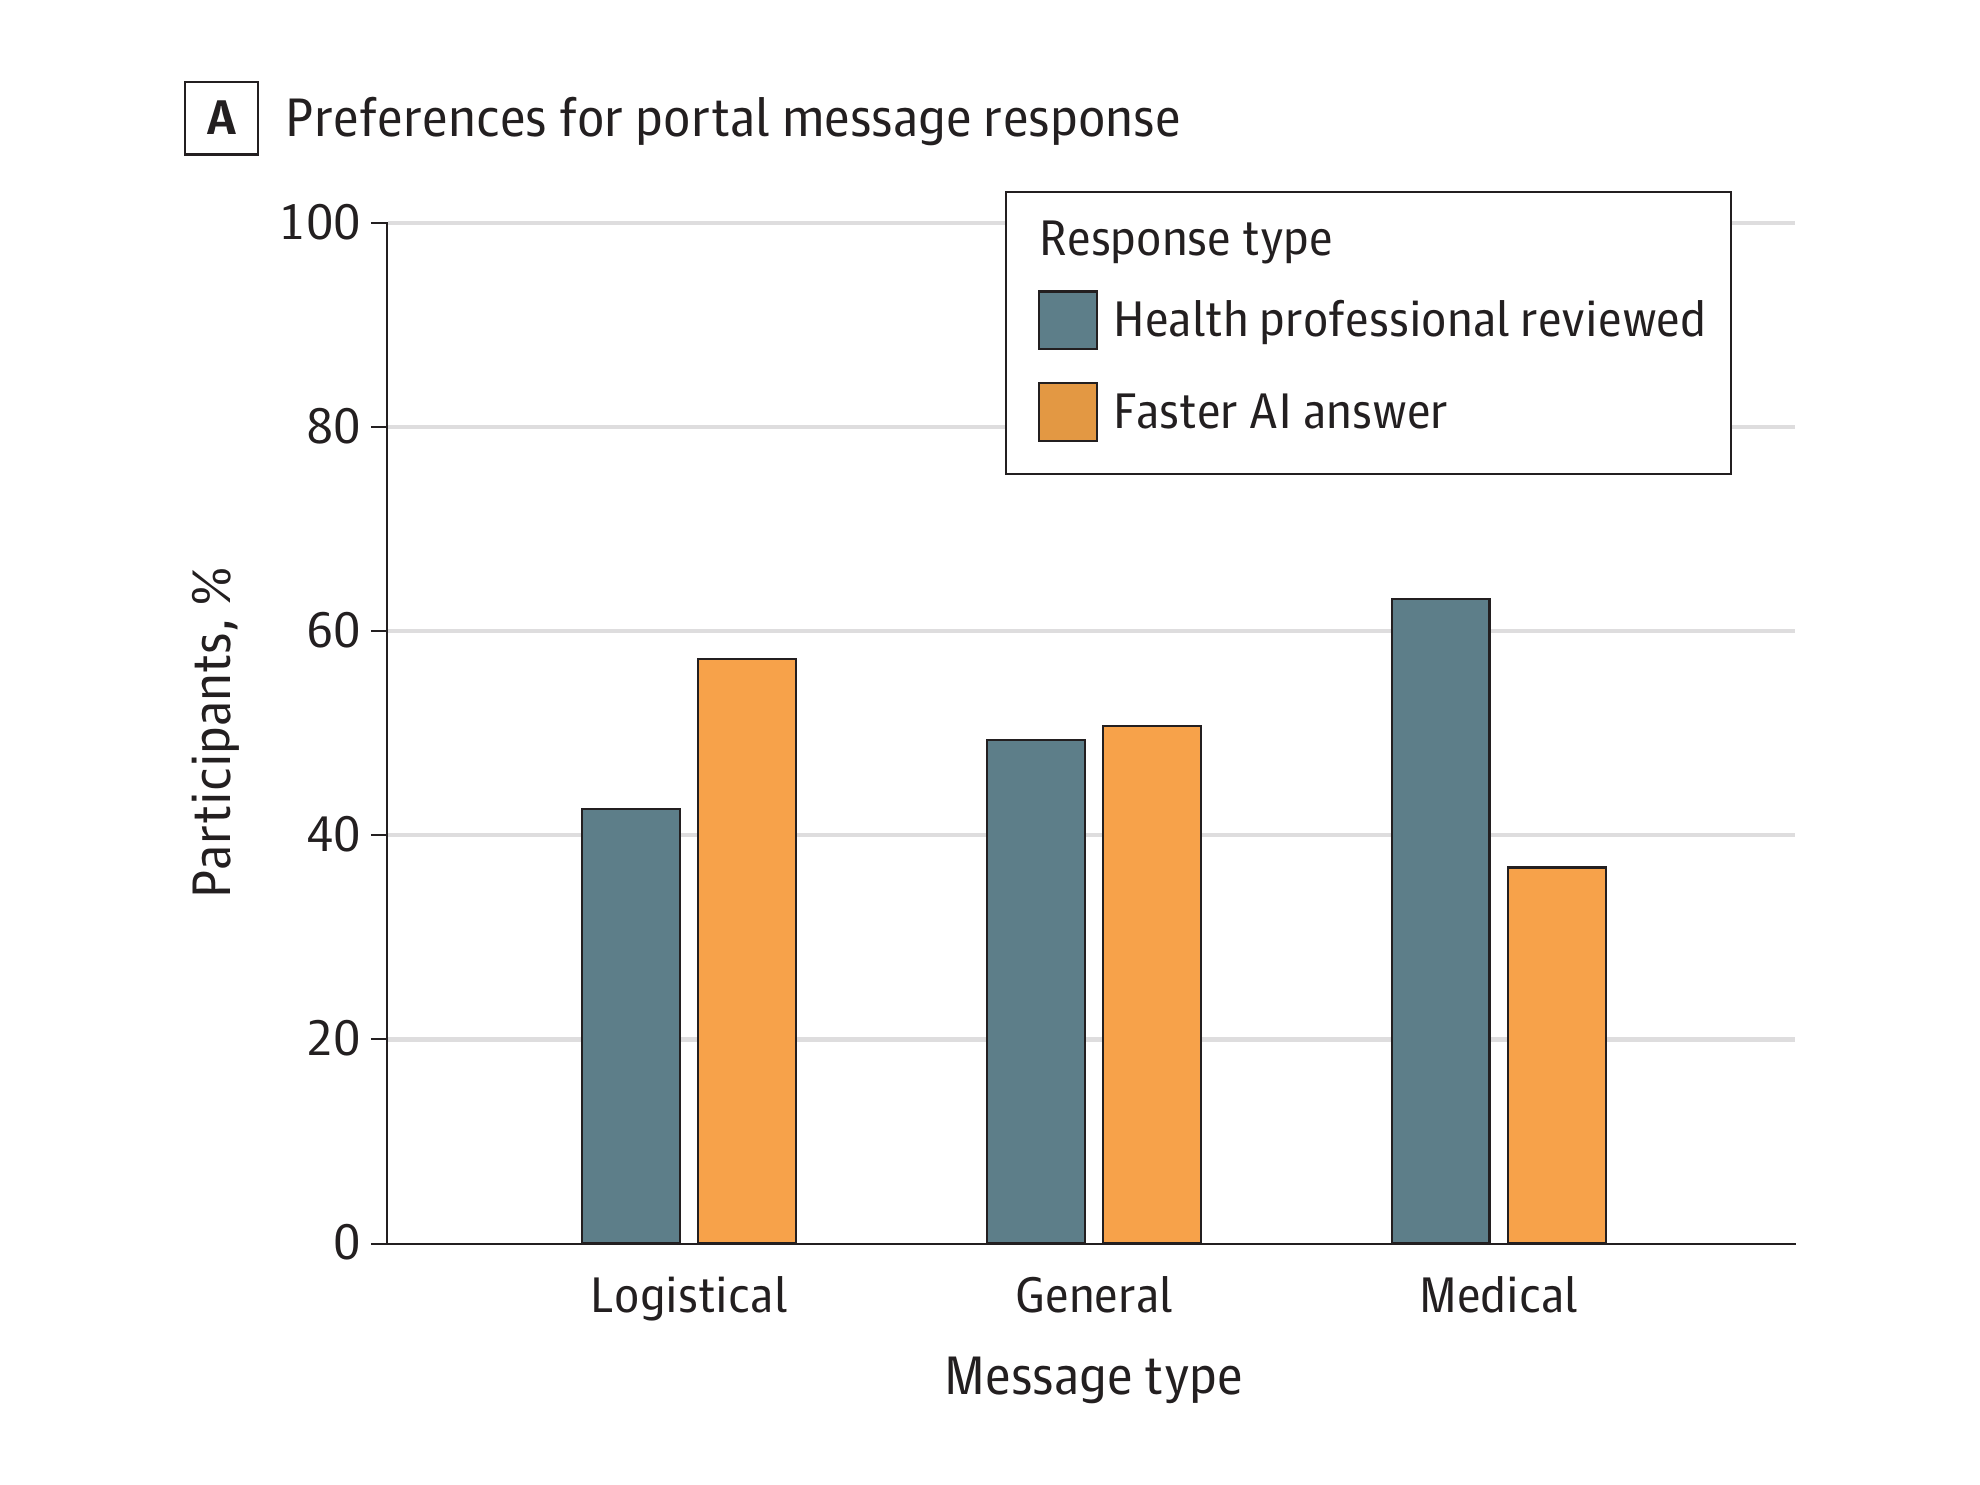 A Preferences for portal message response
Response type
Health professional reviewed
Faster AI answer
Participants, %
100
80
60
40
20
0
Logistical General Medical
Message type